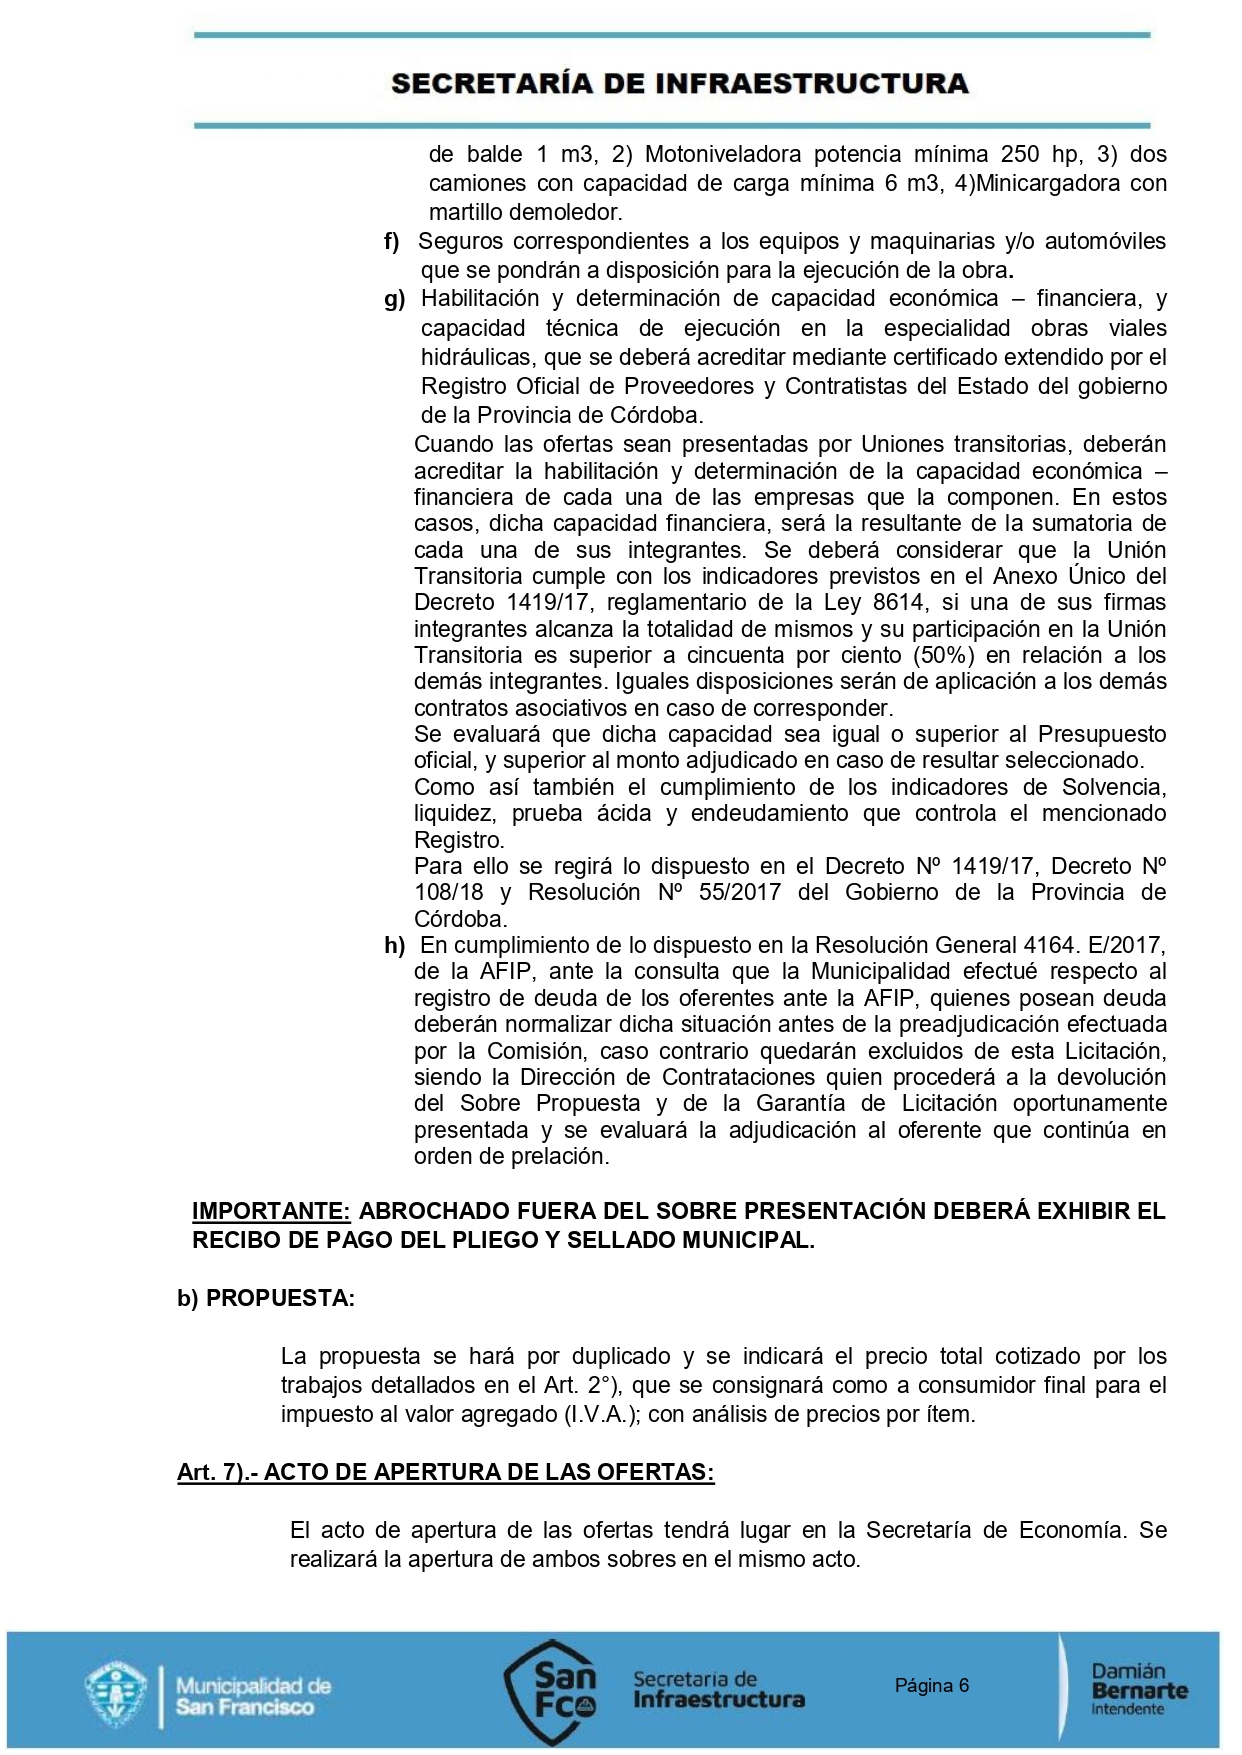 SECRETARÍA DE INFRAESTRUCTURA
de balde 1 m3, 2) Motoniveladora potencia mínima 250 hp, 3) dos
camiones con capacidad de carga mínima 6 m3, 4)Minicargadora con
martillo demoledor.
f) Seguros correspondientes a los equipos y maquinarias y/o automóviles
que se pondrán a disposición para la ejecución de la obra.
g) Habilitación y determinación de capacidad económica – financiera, y
capacidad técnica de ejecución en la especialidad obras viales
hidráulicas, que se deberá acreditar mediante certificado extendido por el
Registro Oficial de Proveedores y Contratistas del Estado del gobierno
de la Provincia de Córdoba.
Cuando las ofertas sean presentadas por Uniones transitorias, deberán
acreditar la habilitación y determinación de la capacidad económica –
financiera de cada una de las empresas que la componen. En estos
casos, dicha capacidad financiera, será la resultante de la sumatoria de
cada una de sus integrantes. Se deberá considerar que la Unión
Transitoria cumple con los indicadores previstos en el Anexo Único del
Decreto 1419/17, reglamentario de la Ley 8614, si una de sus firmas
integrantes alcanza la totalidad de mismos y su participación en la Unión
Transitoria es superior a cincuenta por ciento (50%) en relación a los
demás integrantes. Iguales disposiciones serán de aplicación a los demás
contratos asociativos en caso de corresponder.
Se evaluará que dicha capacidad sea igual o superior al Presupuesto
oficial, y superior al monto adjudicado en caso de resultar seleccionado.
Como así también el cumplimiento de los indicadores de Solvencia,
liquidez, prueba ácida y endeudamiento que controla el mencionado
Registro.
Para ello se regirá lo dispuesto en el Decreto Nº 1419/17, Decreto Nº
108/18 y Resolución Nº 55/2017 del Gobierno de la Provincia de
Córdoba.
h) En cumplimiento de lo dispuesto en la Resolución General 4164. E/2017,
de la AFIP, ante la consulta que la Municipalidad efectué respecto al
registro de deuda de los oferentes ante la AFIP, quienes posean deuda
deberán normalizar dicha situación antes de la preadjudicación efectuada
por la Comisión, caso contrario quedarán excluidos de esta Licitación,
siendo la Dirección de Contrataciones quien procederá a la devolución
del Sobre Propuesta y de la Garantía de Licitación oportunamente
presentada y se evaluará la adjudicación al oferente que continúa en
orden de prelación.
IMPORTANTE: ABROCHADO FUERA DEL SOBRE PRESENTACIÓN DEBERÁ EXHIBIR EL
RECIBO DE PAGO DEL PLIEGO Y SELLADO MUNICIPAL.
b) PROPUESTA:
La propuesta se hará por duplicado y se indicará el precio total cotizado por los
trabajos detallados en el Art. 2°), que se consignará como a consumidor final para el
impuesto al valor agregado (I.V.A.); con análisis de precios por ítem.
Art. 7).- ACTO DE APERTURA DE LAS OFERTAS:
El acto de apertura de las ofertas tendrá lugar en la Secretaría de Economía. Se
realizará la apertura de ambos sobres en el mismo acto.
Municipalidad de
San Francisco
San
Fco
Secretaria de
Infraestructura
Página 6
Damián
Bernarte
Intendente